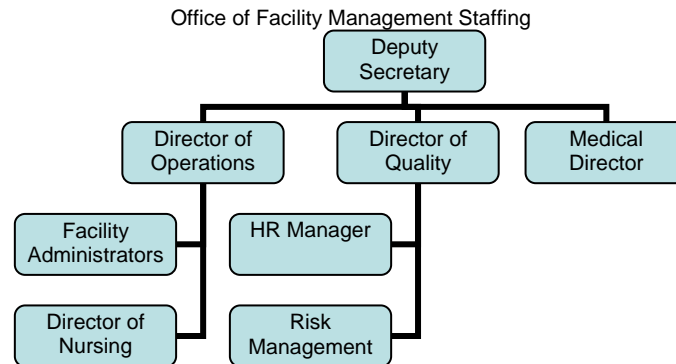 Office of Facility Management Staffing
Deputy
Secretary
Director of
Operations
Director of
Quality
Medical
Director
Facility
Administrators
HR Manager
Director of
Nursing
Risk
Management